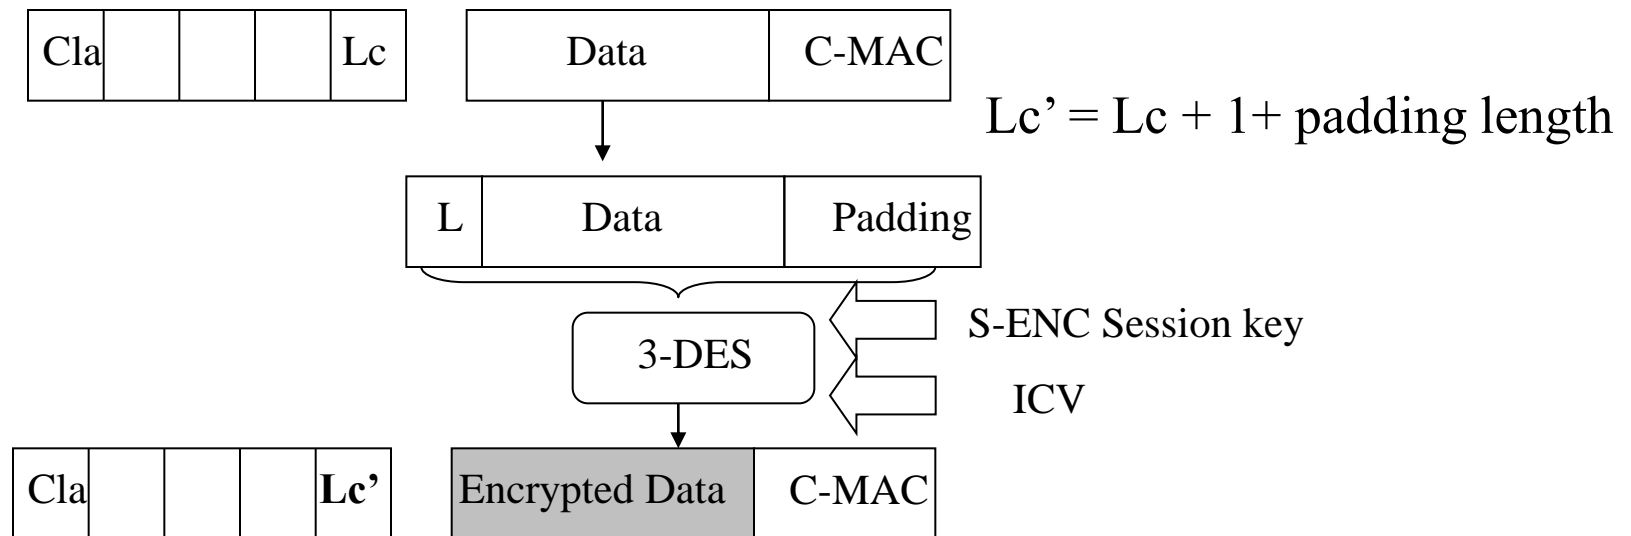 Cla Lc Data C-MAC
Lc’ = Lc + 1+ padding length
L Data Padding
3-DES
S-ENC Session key
ICV
Cla Lc’ Encrypted Data C-MAC